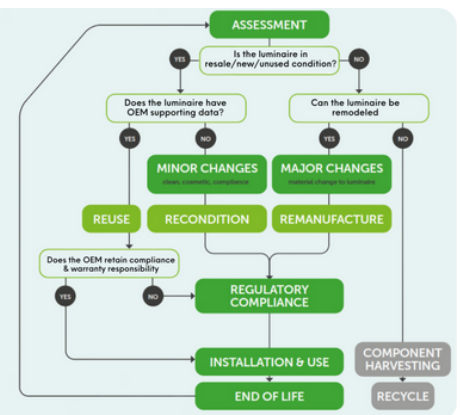 ASSESSMENT
Is the luminaire in
resale/new/unused condition?
YES
NO
Does the luminaire have
OEM supporting data?
Can the luminaire be
remodeled
YES
NO
YES
NO
MINOR CHANGES
clean, cosmetic, compliance
MAJOR CHANGES
material change to luminaire
REUSE
RECONDITION
REMANUFACTURE
Does the OEM retain compliance
& warranty responsibility
YES
NO
REGULATORY
COMPLIANCE
INSTALLATION & USE
COMPONENT
HARVESTING
END OF LIFE
RECYCLE